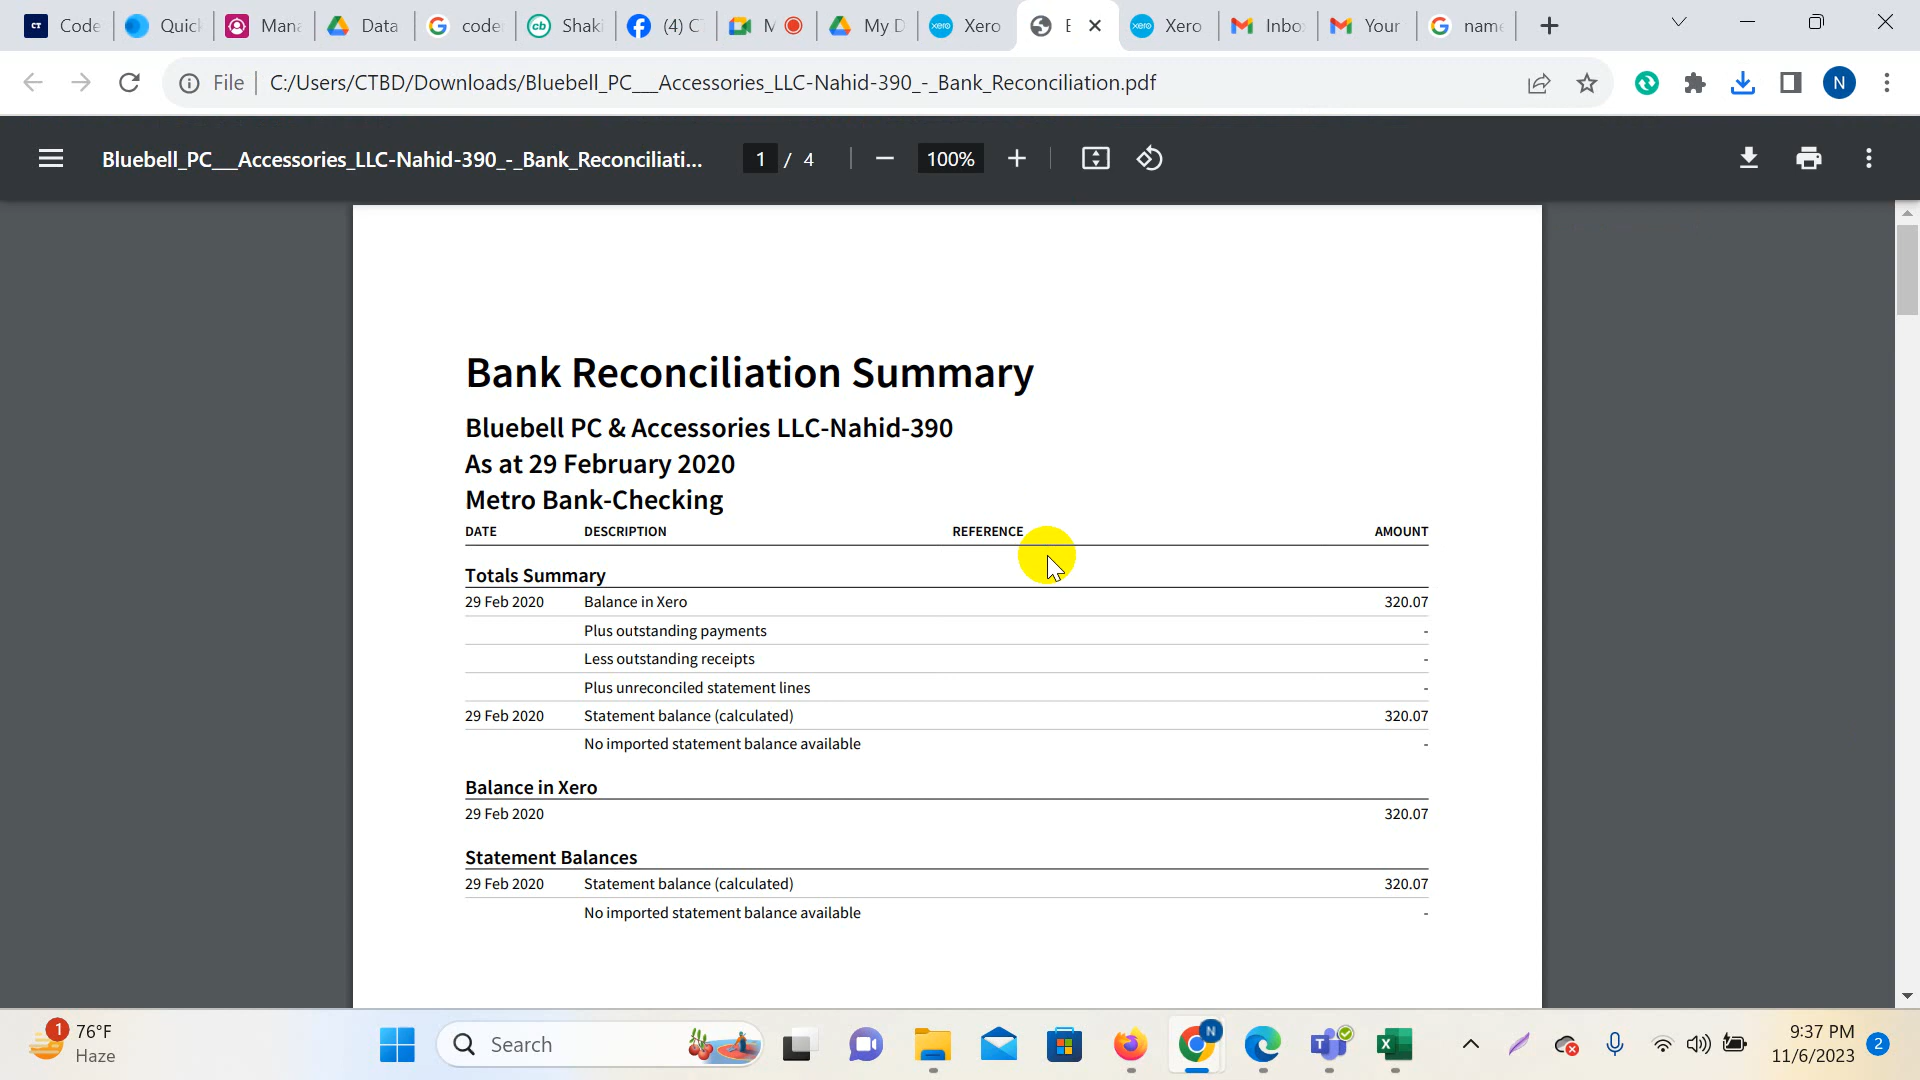 Code
Quick
Mana
Data
code
Shaki
(4) C
M
My D
Xero
E
Xero
Inbo
Your
name
File
C:/Users/CTBD/Downloads/Bluebell_PC___Accessories_LLC-Nahid-390_-_Bank_Reconciliation.pdf
N
Bluebell_PC___Accessories_LLC-Nahid-390_-_Bank_Reconciliati...
1 / 4
100%
Bank Reconciliation Summary
Bluebell PC & Accessories LLC-Nahid-390
As at 29 February 2020
Metro Bank-Checking
DATE DESCRIPTION REFERENCE AMOUNT
Totals Summary
29 Feb 2020 Balance in Xero 320.07
Plus outstanding payments -
Less outstanding receipts -
Plus unreconciled statement lines -
29 Feb 2020 Statement balance (calculated) 320.07
No imported statement balance available -
Balance in Xero
29 Feb 2020 320.07
Statement Balances
29 Feb 2020 Statement balance (calculated) 320.07
No imported statement balance available -
1
76°F
Haze
Search
N
9:37 PM
11/6/2023
2